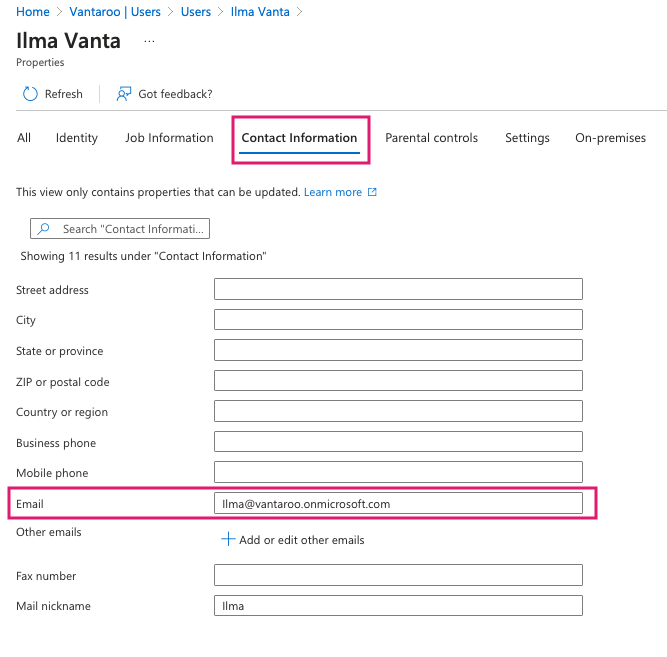 Home > Vantaroo | Users > Users > Ilma Vanta >
Ilma Vanta ...
Properties
Refresh Got feedback?
All Identity Job Information Contact Information Parental controls Settings On-premises
This view only contains properties that can be updated. Learn more
Search "Contact Informati...
Showing 11 results under "Contact Information"
Street address
City
State or province
ZIP or postal code
Country or region
Business phone
Mobile phone
Email Ilma@vantaroo.onmicrosoft.com
Other emails
+ Add or edit other emails
Fax number
Mail nickname Ilma